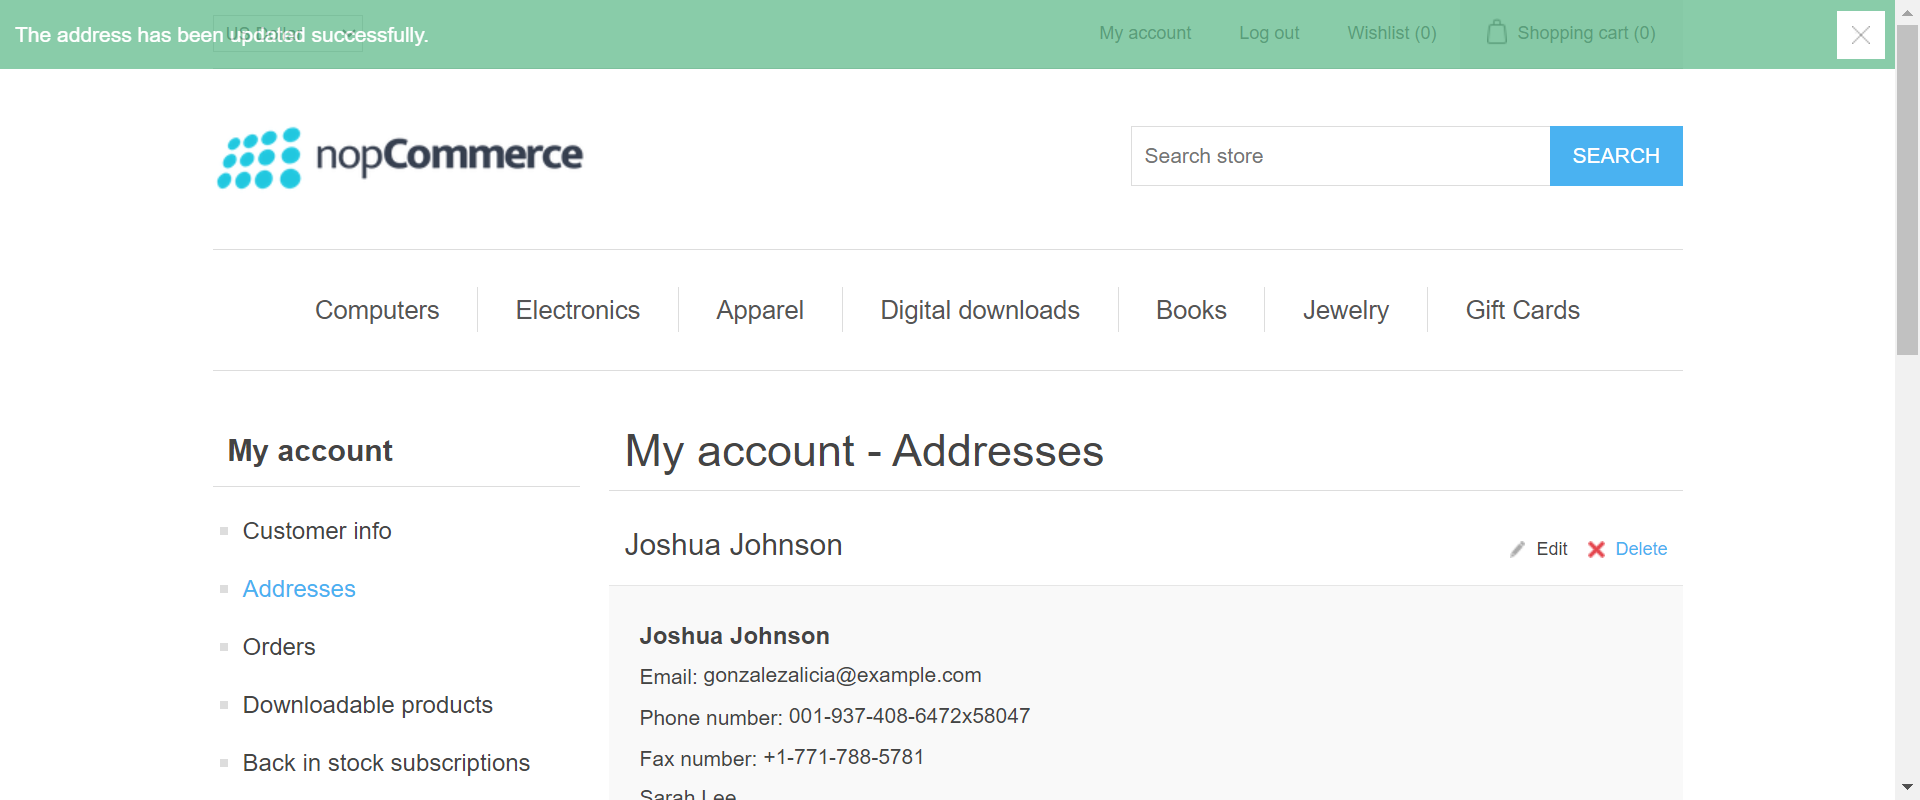 The address has been updated successfully.
My account
Log out
Wishlist (0)
Shopping cart (0)
nopCommerce
Search store
SEARCH
Computers
Electronics
Apparel
Digital downloads
Books
Jewelry
Gift Cards
My account
Customer info
Addresses
Orders
Downloadable products
Back in stock subscriptions
My account - Addresses
Joshua Johnson
Edit
Delete
Joshua Johnson
Email: gonzalezalicia@example.com
Phone number: 001-937-408-6472x58047
Fax number: +1-771-788-5781
Sarah Lee